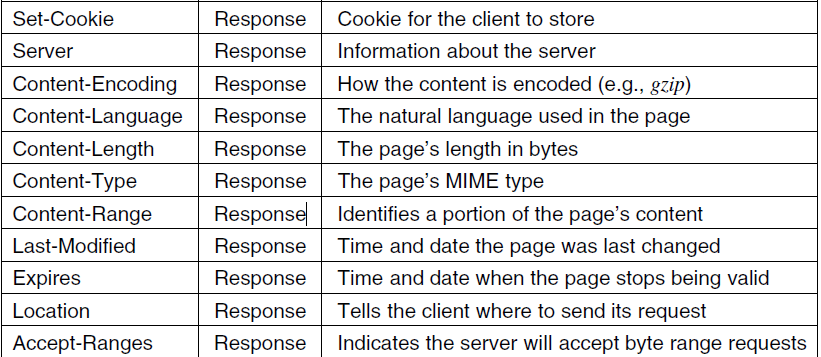 Set-Cookie Response Cookie for the client to store
Server Response Information about the server
Content-Encoding Response How the content is encoded (e.g., gzip)
Content-Language Response The natural language used in the page
Content-Length Response The page’s length in bytes
Content-Type Response The page’s MIME type
Content-Range Response Identifies a portion of the page’s content
Last-Modified Response Time and date the page was last changed
Expires Response Time and date when the page stops being valid
Location Response Tells the client where to send its request
Accept-Ranges Response Indicates the server will accept byte range requests